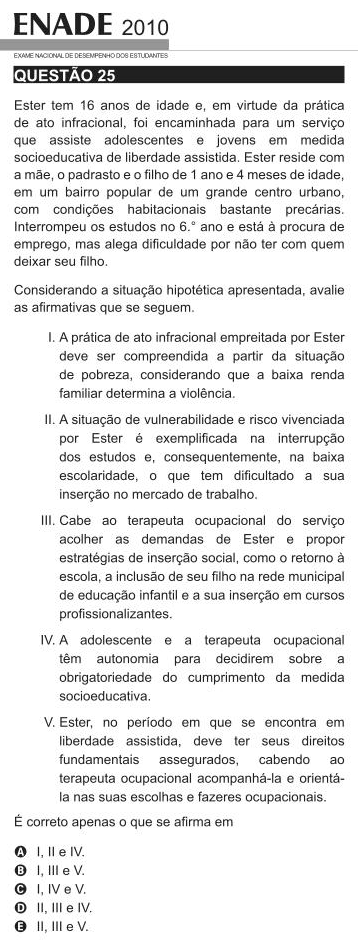 ENADE 2010
EXAME NACIONAL DE DESEMPENHO DOS ESTUDANTES
QUESTÃO 25
Ester tem 16 anos de idade e, em virtude da prática
de ato infracional, foi encaminhada para um serviço
que assiste adolescentes e jovens em medida
socioeducativa de liberdade assistida. Ester reside com
a mãe, o padrasto e o filho de 1 ano e 4 meses de idade,
em um bairro popular de um grande centro urbano,
com condições habitacionais bastante precárias.
Interrompeu os estudos no 6.° ano e está à procura de
emprego, mas alega dificuldade por não ter com quem
deixar seu filho.
Considerando a situação hipotética apresentada, avalie
as afirmativas que se seguem.
I. A prática de ato infracional empreitada por Ester
deve ser compreendida a partir da situação
de pobreza, considerando que a baixa renda
familiar determina a violência.
II. A situação de vulnerabilidade e risco vivenciada
por Ester é exemplificada na interrupção
dos estudos e, consequentemente, na baixa
escolaridade, o que tem dificultado a sua
inserção no mercado de trabalho.
III. Cabe ao terapeuta ocupacional do serviço
acolher as demandas de Ester e propor
estratégias de inserção social, como o retorno à
escola, a inclusão de seu filho na rede municipal
de educação infantil e a sua inserção em cursos
profissionalizantes.
IV. A adolescente e a terapeuta ocupacional
têm autonomia para decidirem sobre a
obrigatoriedade do cumprimento da medida
socioeducativa.
V. Ester, no período em que se encontra em
liberdade assistida, deve ter seus direitos
fundamentais assegurados, cabendo ao
terapeuta ocupacional acompanhá-la e orientá-
la nas suas escolhas e fazeres ocupacionais.
É correto apenas o que se afirma em
A I, II e IV.
B I, III e V.
C I, IV e V.
D II, III e IV.
E II, III e V.